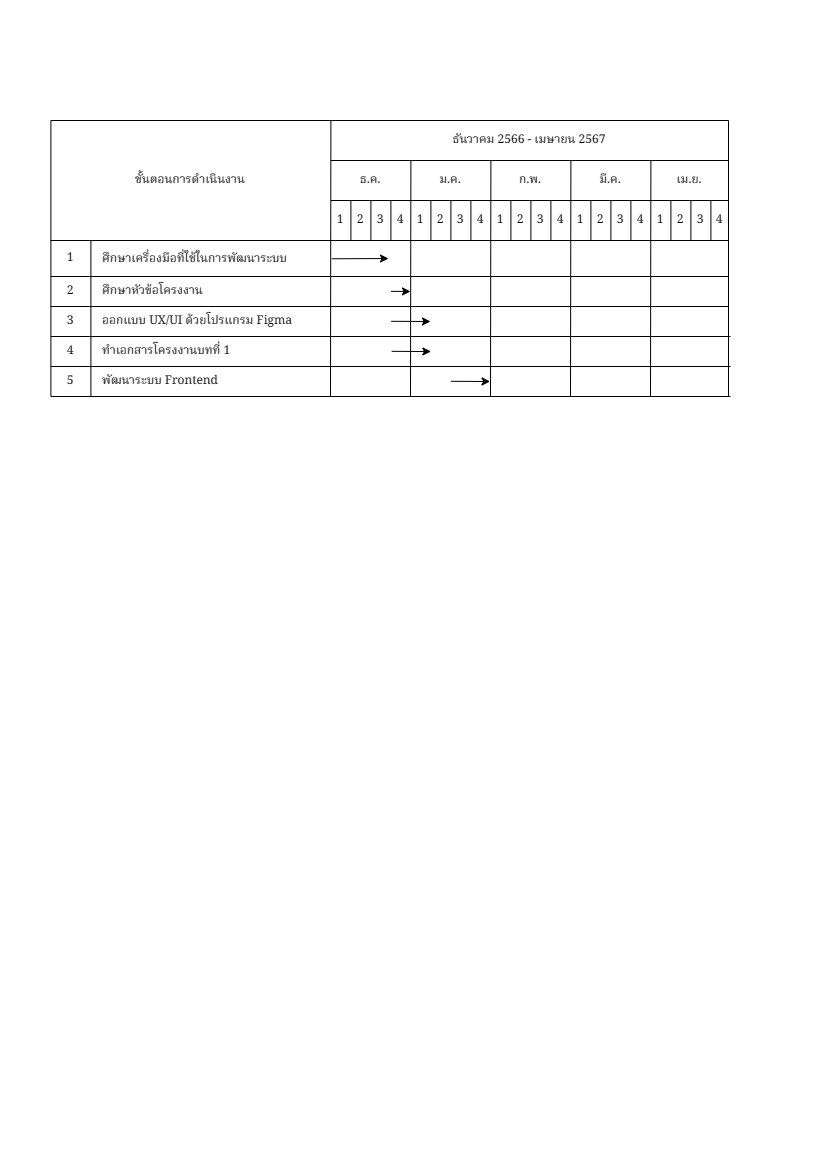 ธันวาคม 2566 - เมษายน 2567
ขั้นตอนการดำเนินงาน
ธ.ค. ม.ค. ก.พ. มี.ค. เม.ย.
1 2 3 4 1 2 3 4 1 2 3 4 1 2 3 4 1 2 3 4
1 ศึกษาเครื่องมือที่ใช้ในการพัฒนาระบบ
2 ศึกษาหัวข้อโครงงาน
3 ออกแบบ UX/UI ด้วยโปรแกรม Figma
4 ทำเอกสารโครงงานบทที่ 1
5 พัฒนาระบบ Frontend